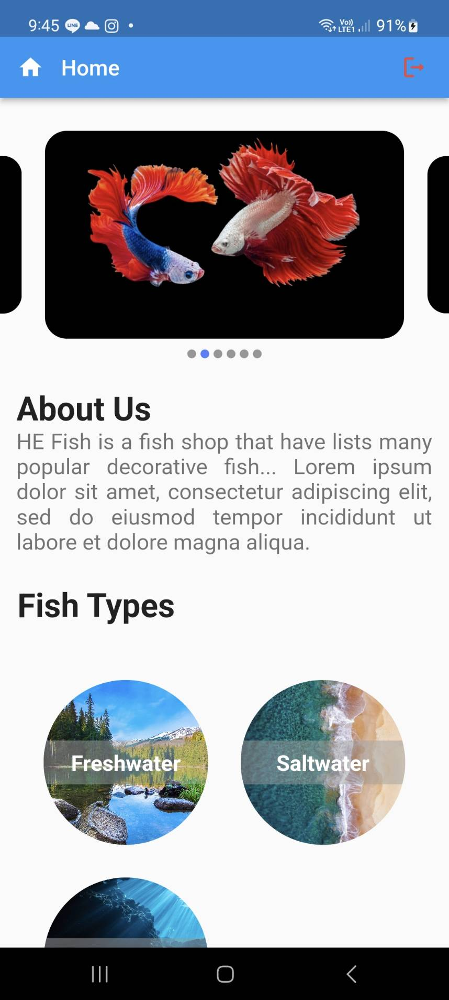 9:45 LINE Vo)) LTE1 91%
Home
About Us
HE Fish is a fish shop that have lists many
popular decorative fish... Lorem ipsum
dolor sit amet, consectetur adipiscing elit,
sed do eiusmod tempor incididunt ut
labore et dolore magna aliqua.
Fish Types
Freshwater
Saltwater